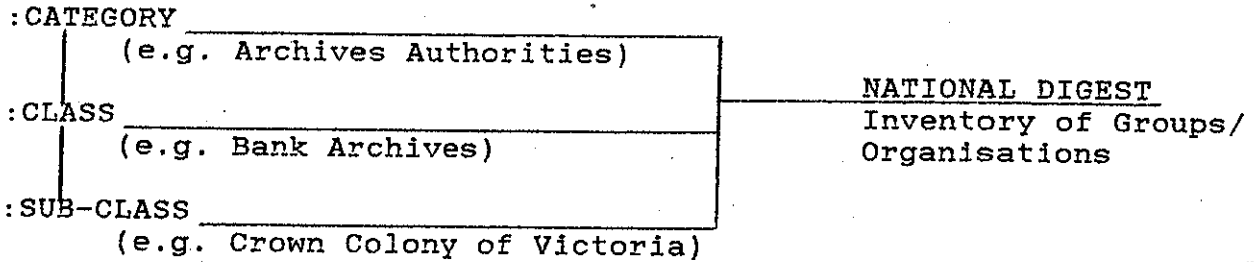 :CATEGORY
(e.g. Archives Authorities)
:CLASS
(e.g. Bank Archives)
:SUB-CLASS
(e.g. Crown Colony of Victoria)
NATIONAL DIGEST
Inventory of Groups/
Organisations